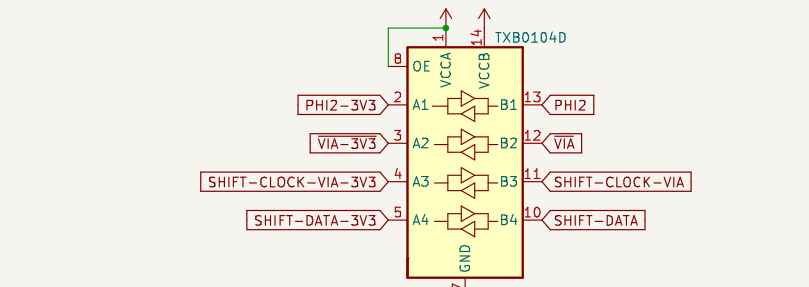 TXB0104D
1 14
VCCA VCCB
8 OE
PHI2-3V3 2 A1 B1 13 PHI2
VIA-3V3 3 A2 B2 12 VIA
SHIFT-CLOCK-VIA-3V3 4 A3 B3 11 SHIFT-CLOCK-VIA
SHIFT-DATA-3V3 5 A4 B4 10 SHIFT-DATA
GND